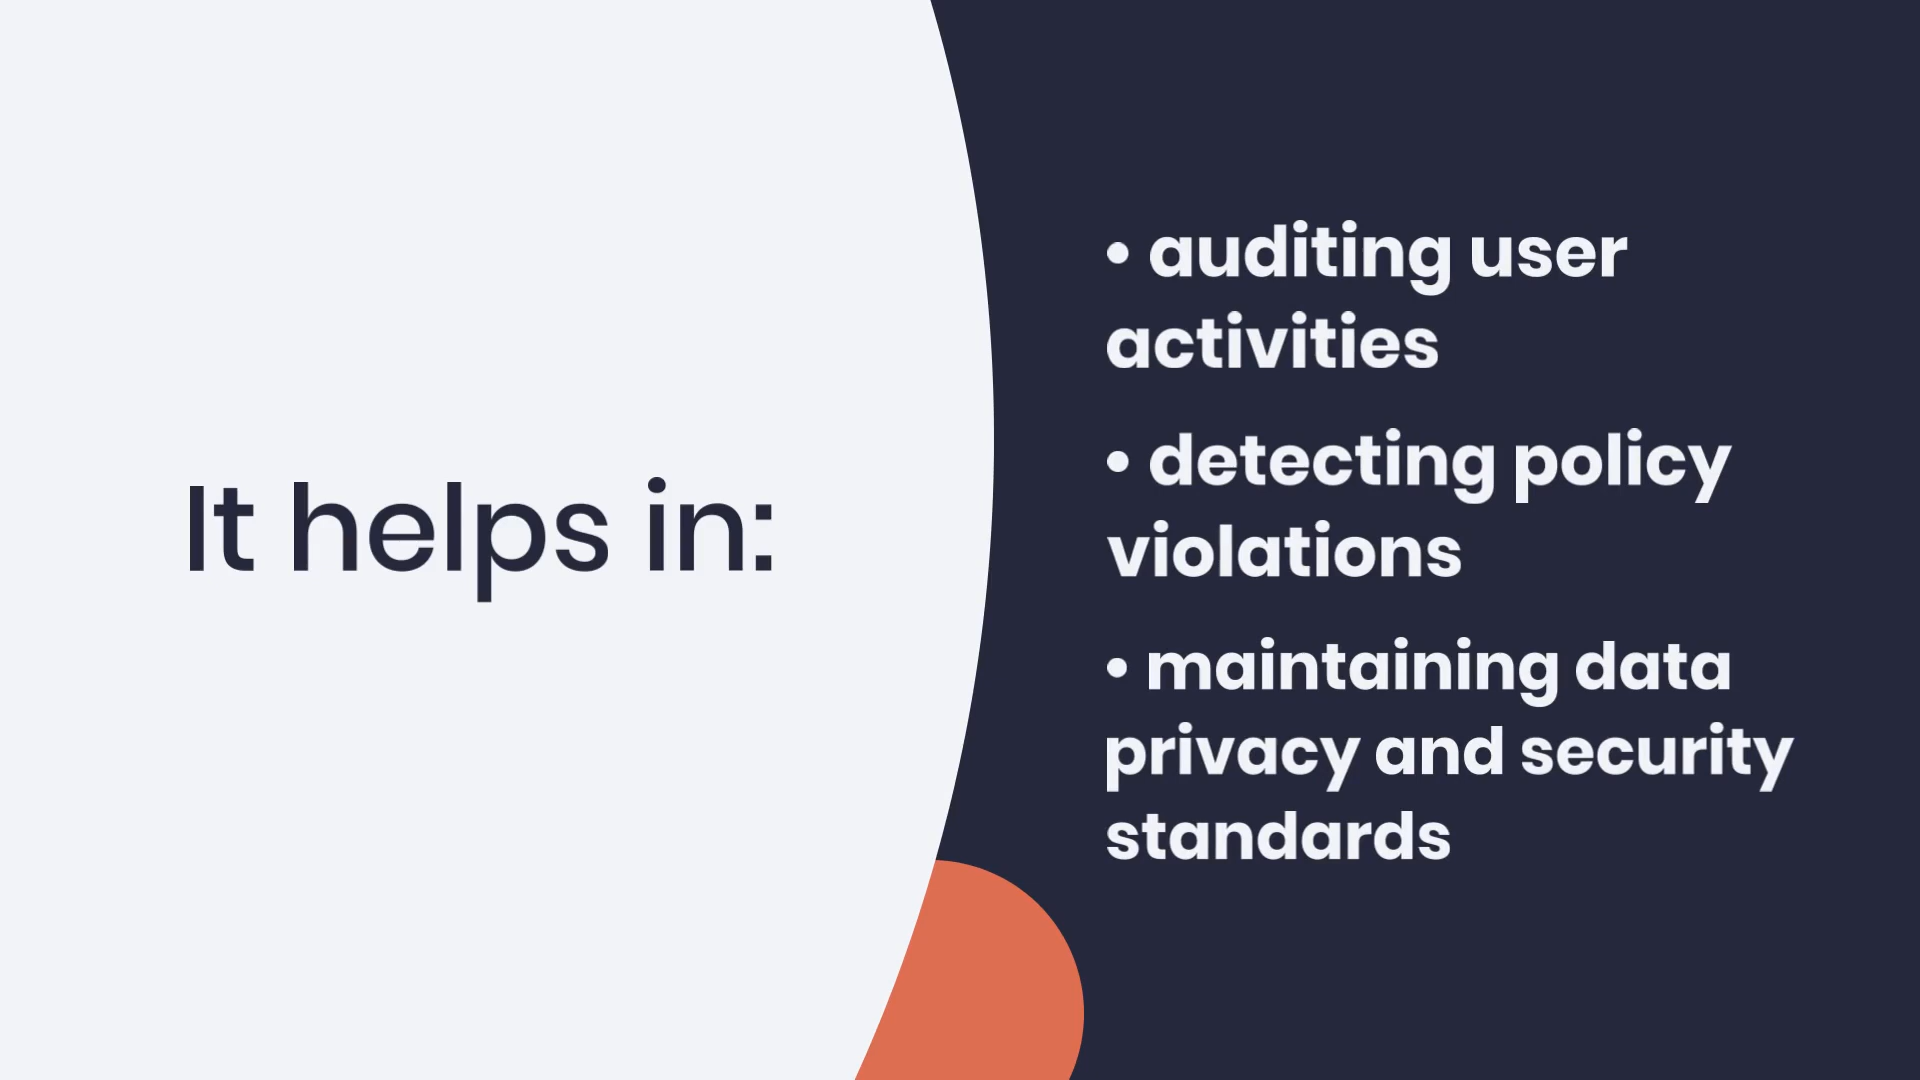 It helps in:
• auditing user
activities
• detecting policy
violations
• maintaining data
privacy and security
standards